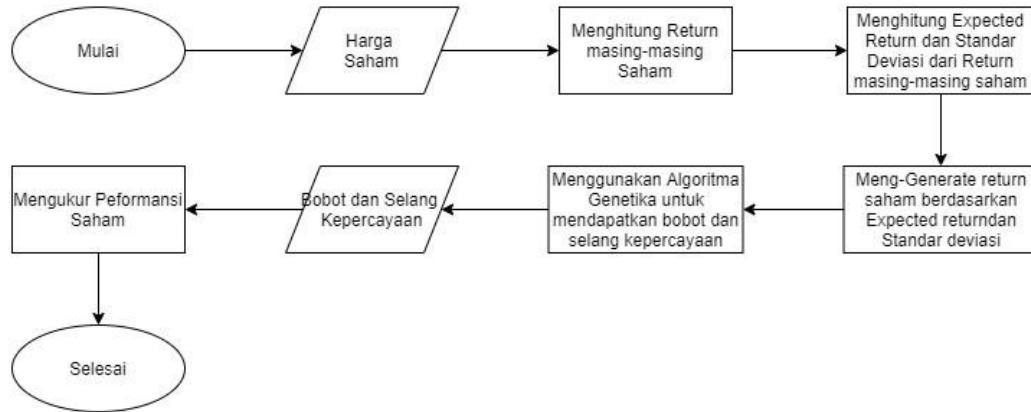 Mulai
Harga
Saham
Menghitung Return
masing-masing
Saham
Menghitung Expected
Return dan Standar
Deviasi dari Return
masing-masing saham
Meng-Generate return
saham berdasarkan
Expected returndan
Standar deviasi
Menggunakan Algoritma
Genetika untuk
mendapatkan bobot dan
selang kepercayaan
Bobot dan Selang
Kepercayaan
Mengukur Peformansi
Saham
Selesai